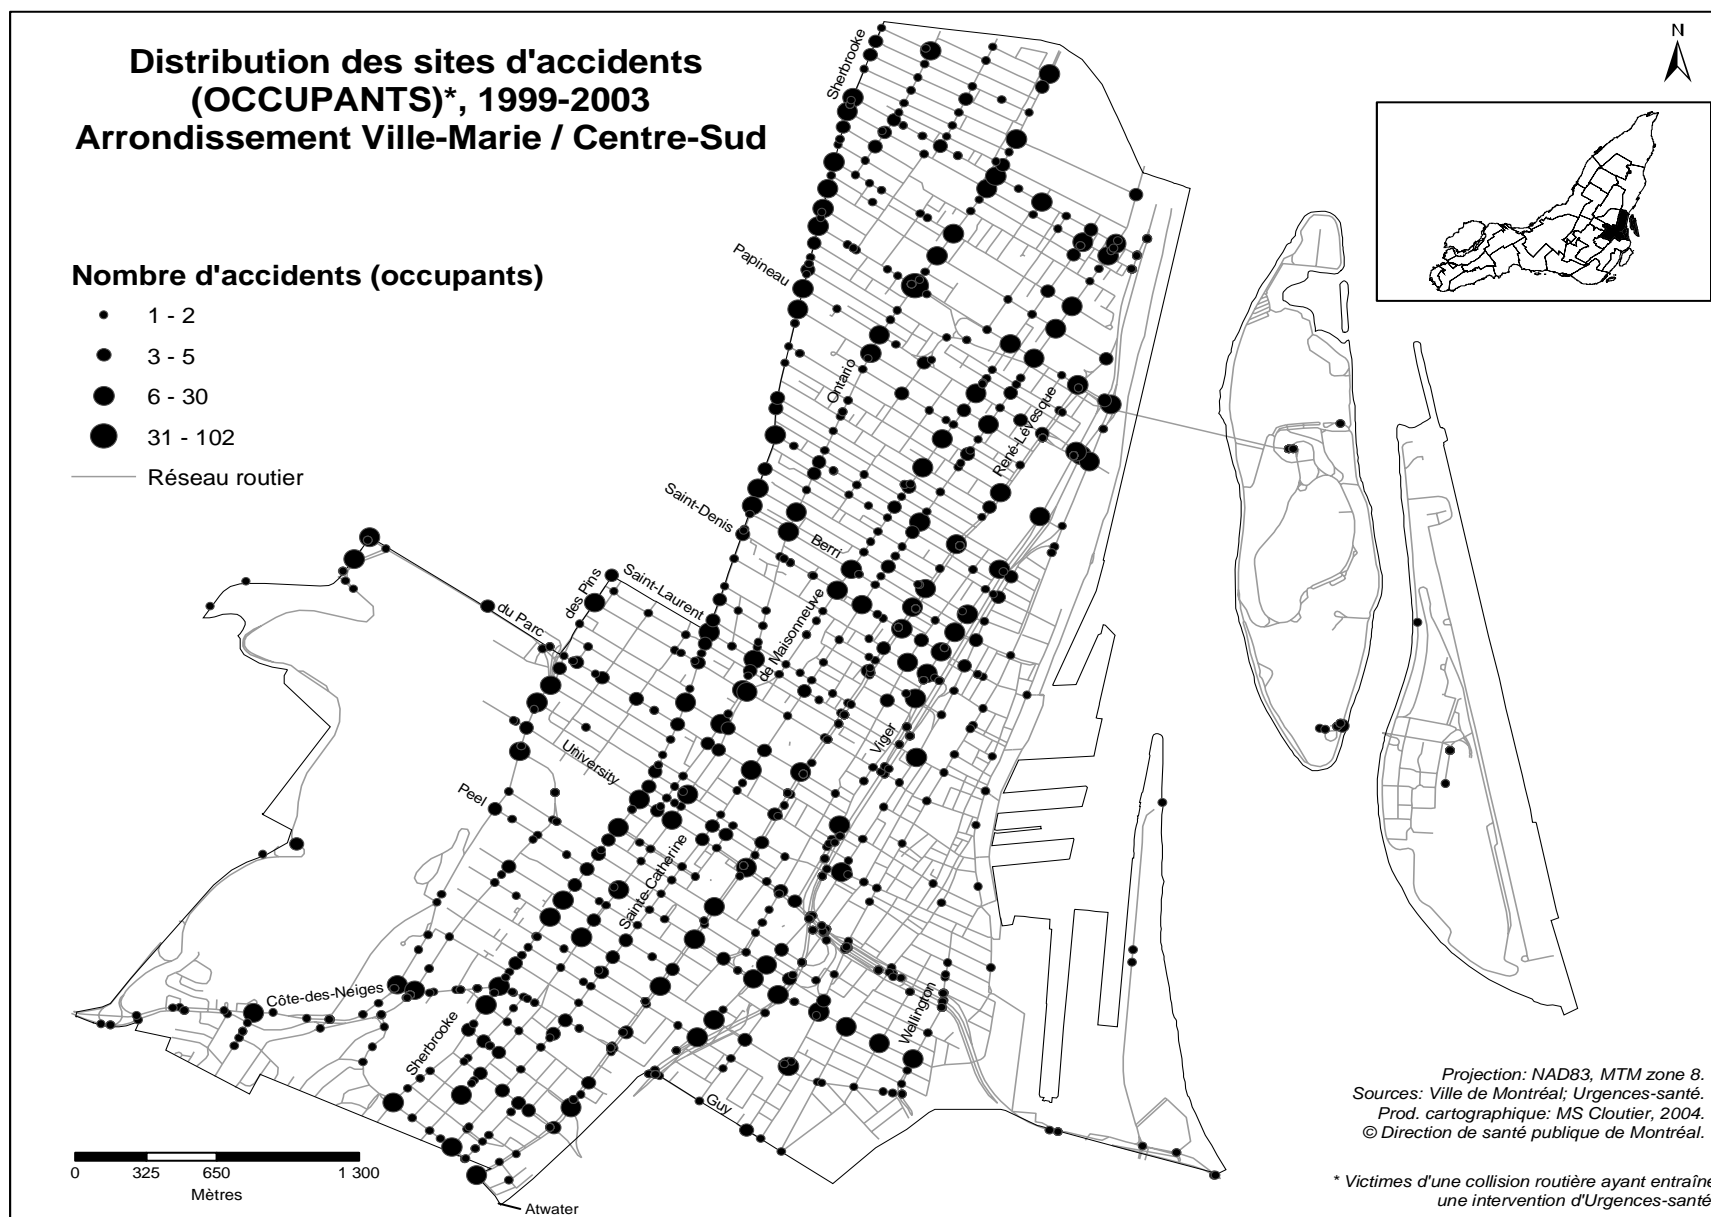 Distribution des sites d'accidents
(OCCUPANTS)*, 1999-2003
Arrondissement Ville-Marie / Centre-Sud
N
Nombre d'accidents (occupants)
1 - 2
3 - 5
6 - 30
31 - 102
Réseau routier
Sherbrooke
Papineau
Ontario
René-Lévesque
Saint-Denis
Berri
des Pins
Saint-Laurent
du Parc
de Maisonneuve
Viger
University
Peel
Sainte-Catherine
Côte-des-Neiges
Sherbrooke
Wellington
Guy
Atwater
0 325 650 1 300
Mètres
Projection: NAD83, MTM zone 8.
Sources: Ville de Montréal; Urgences-santé.
Prod. cartographique: MS Cloutier, 2004.
© Direction de santé publique de Montréal.
* Victimes d'une collision routière ayant entraîné
une intervention d'Urgences-santé